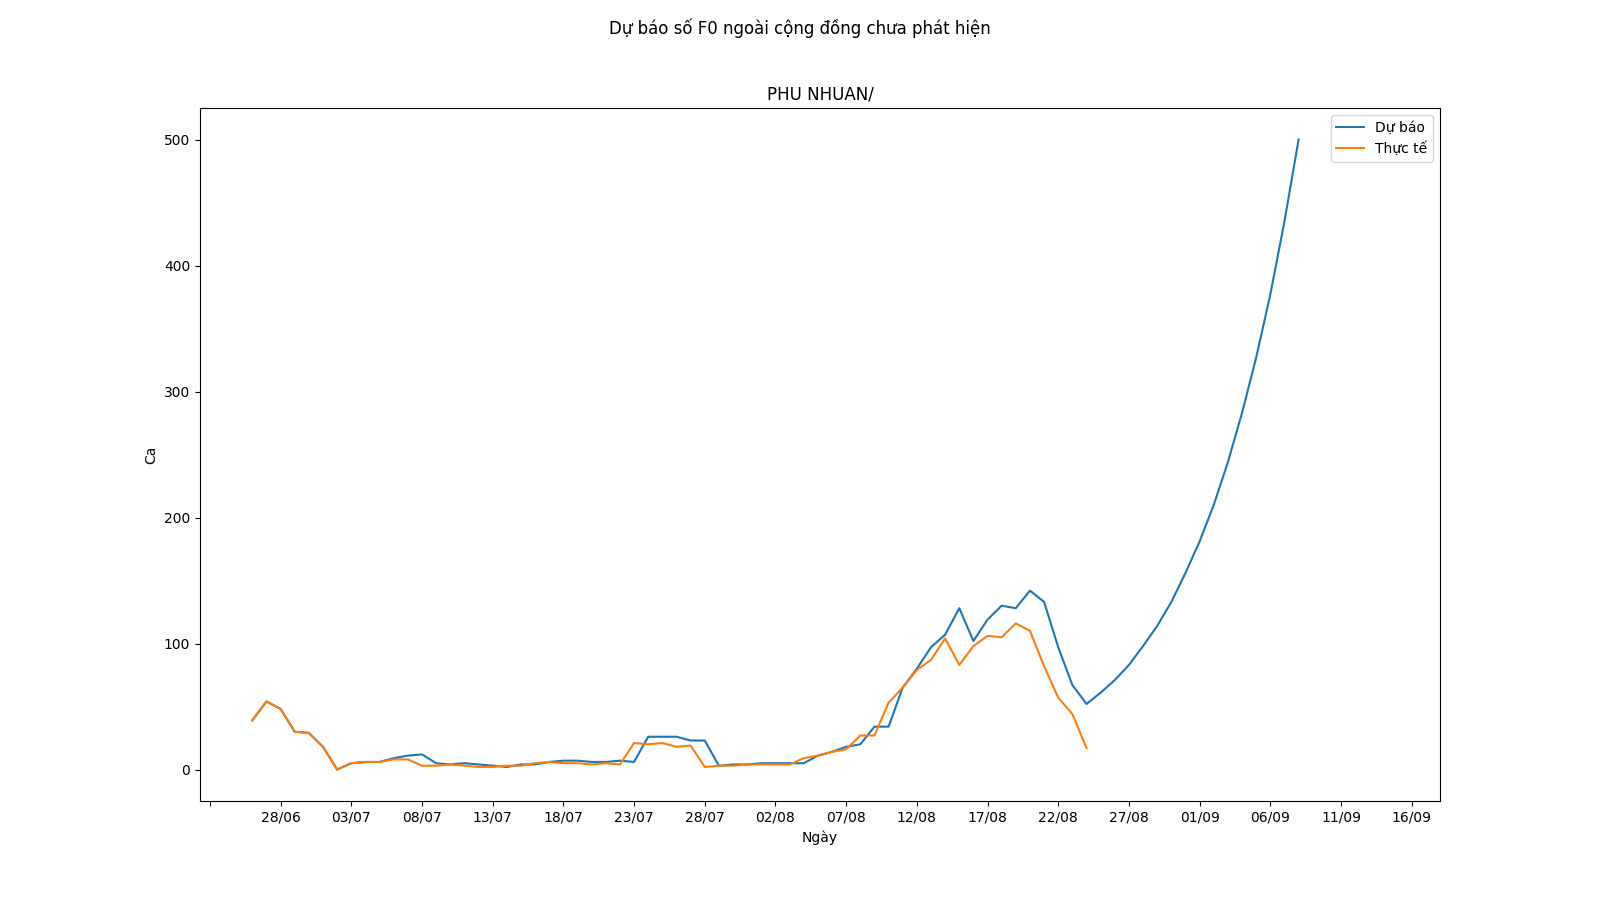 Dự báo số F0 ngoài cộng đồng chưa phát hiện
PHU NHUAN/
Dự báo
Thực tế
500
400
300
200
100
0
Ca
28/06 03/07 08/07 13/07 18/07 23/07 28/07 02/08 07/08 12/08 17/08 22/08 27/08 01/09 06/09 11/09 16/09
Ngày